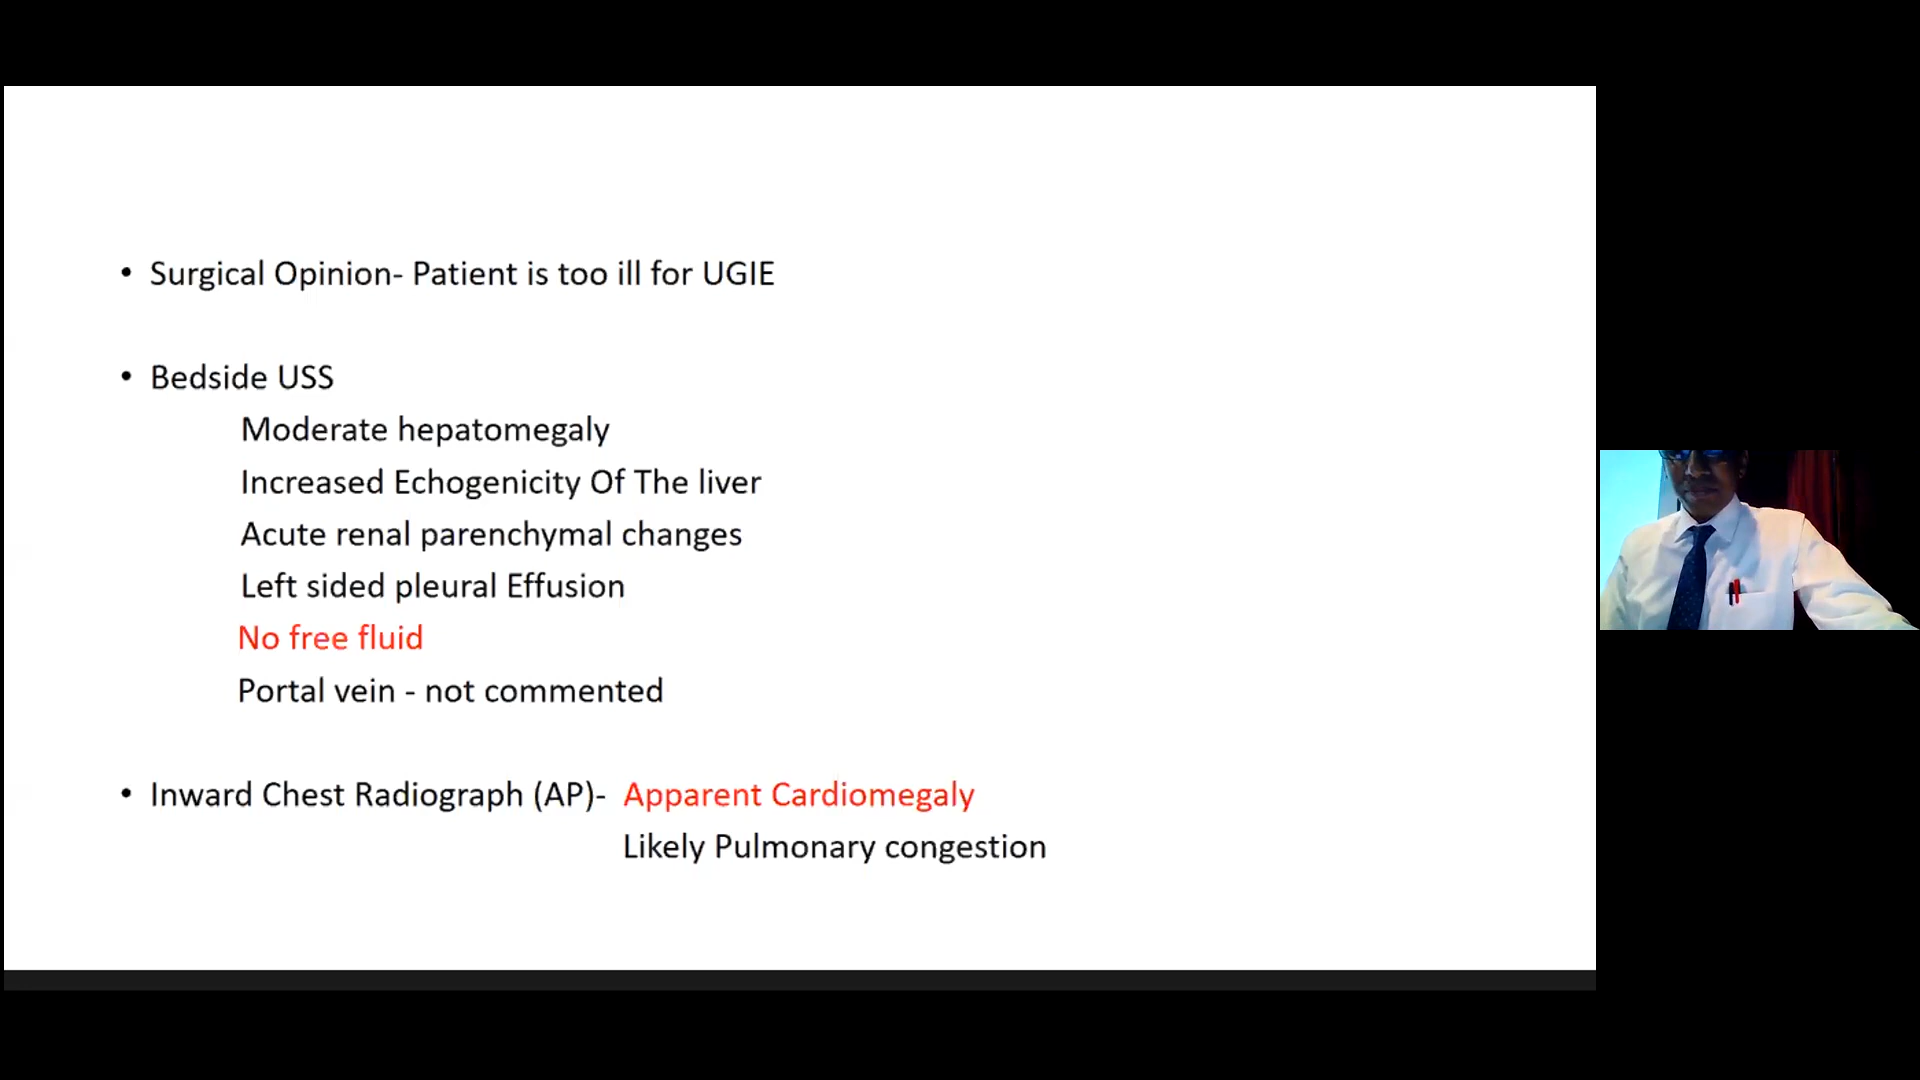 • Surgical Opinion- Patient is too ill for UGIE
• Bedside USS
Moderate hepatomegaly
Increased Echogenicity Of The liver
Acute renal parenchymal changes
Left sided pleural Effusion
No free fluid
Portal vein - not commented
• Inward Chest Radiograph (AP)- Apparent Cardiomegaly
Likely Pulmonary congestion